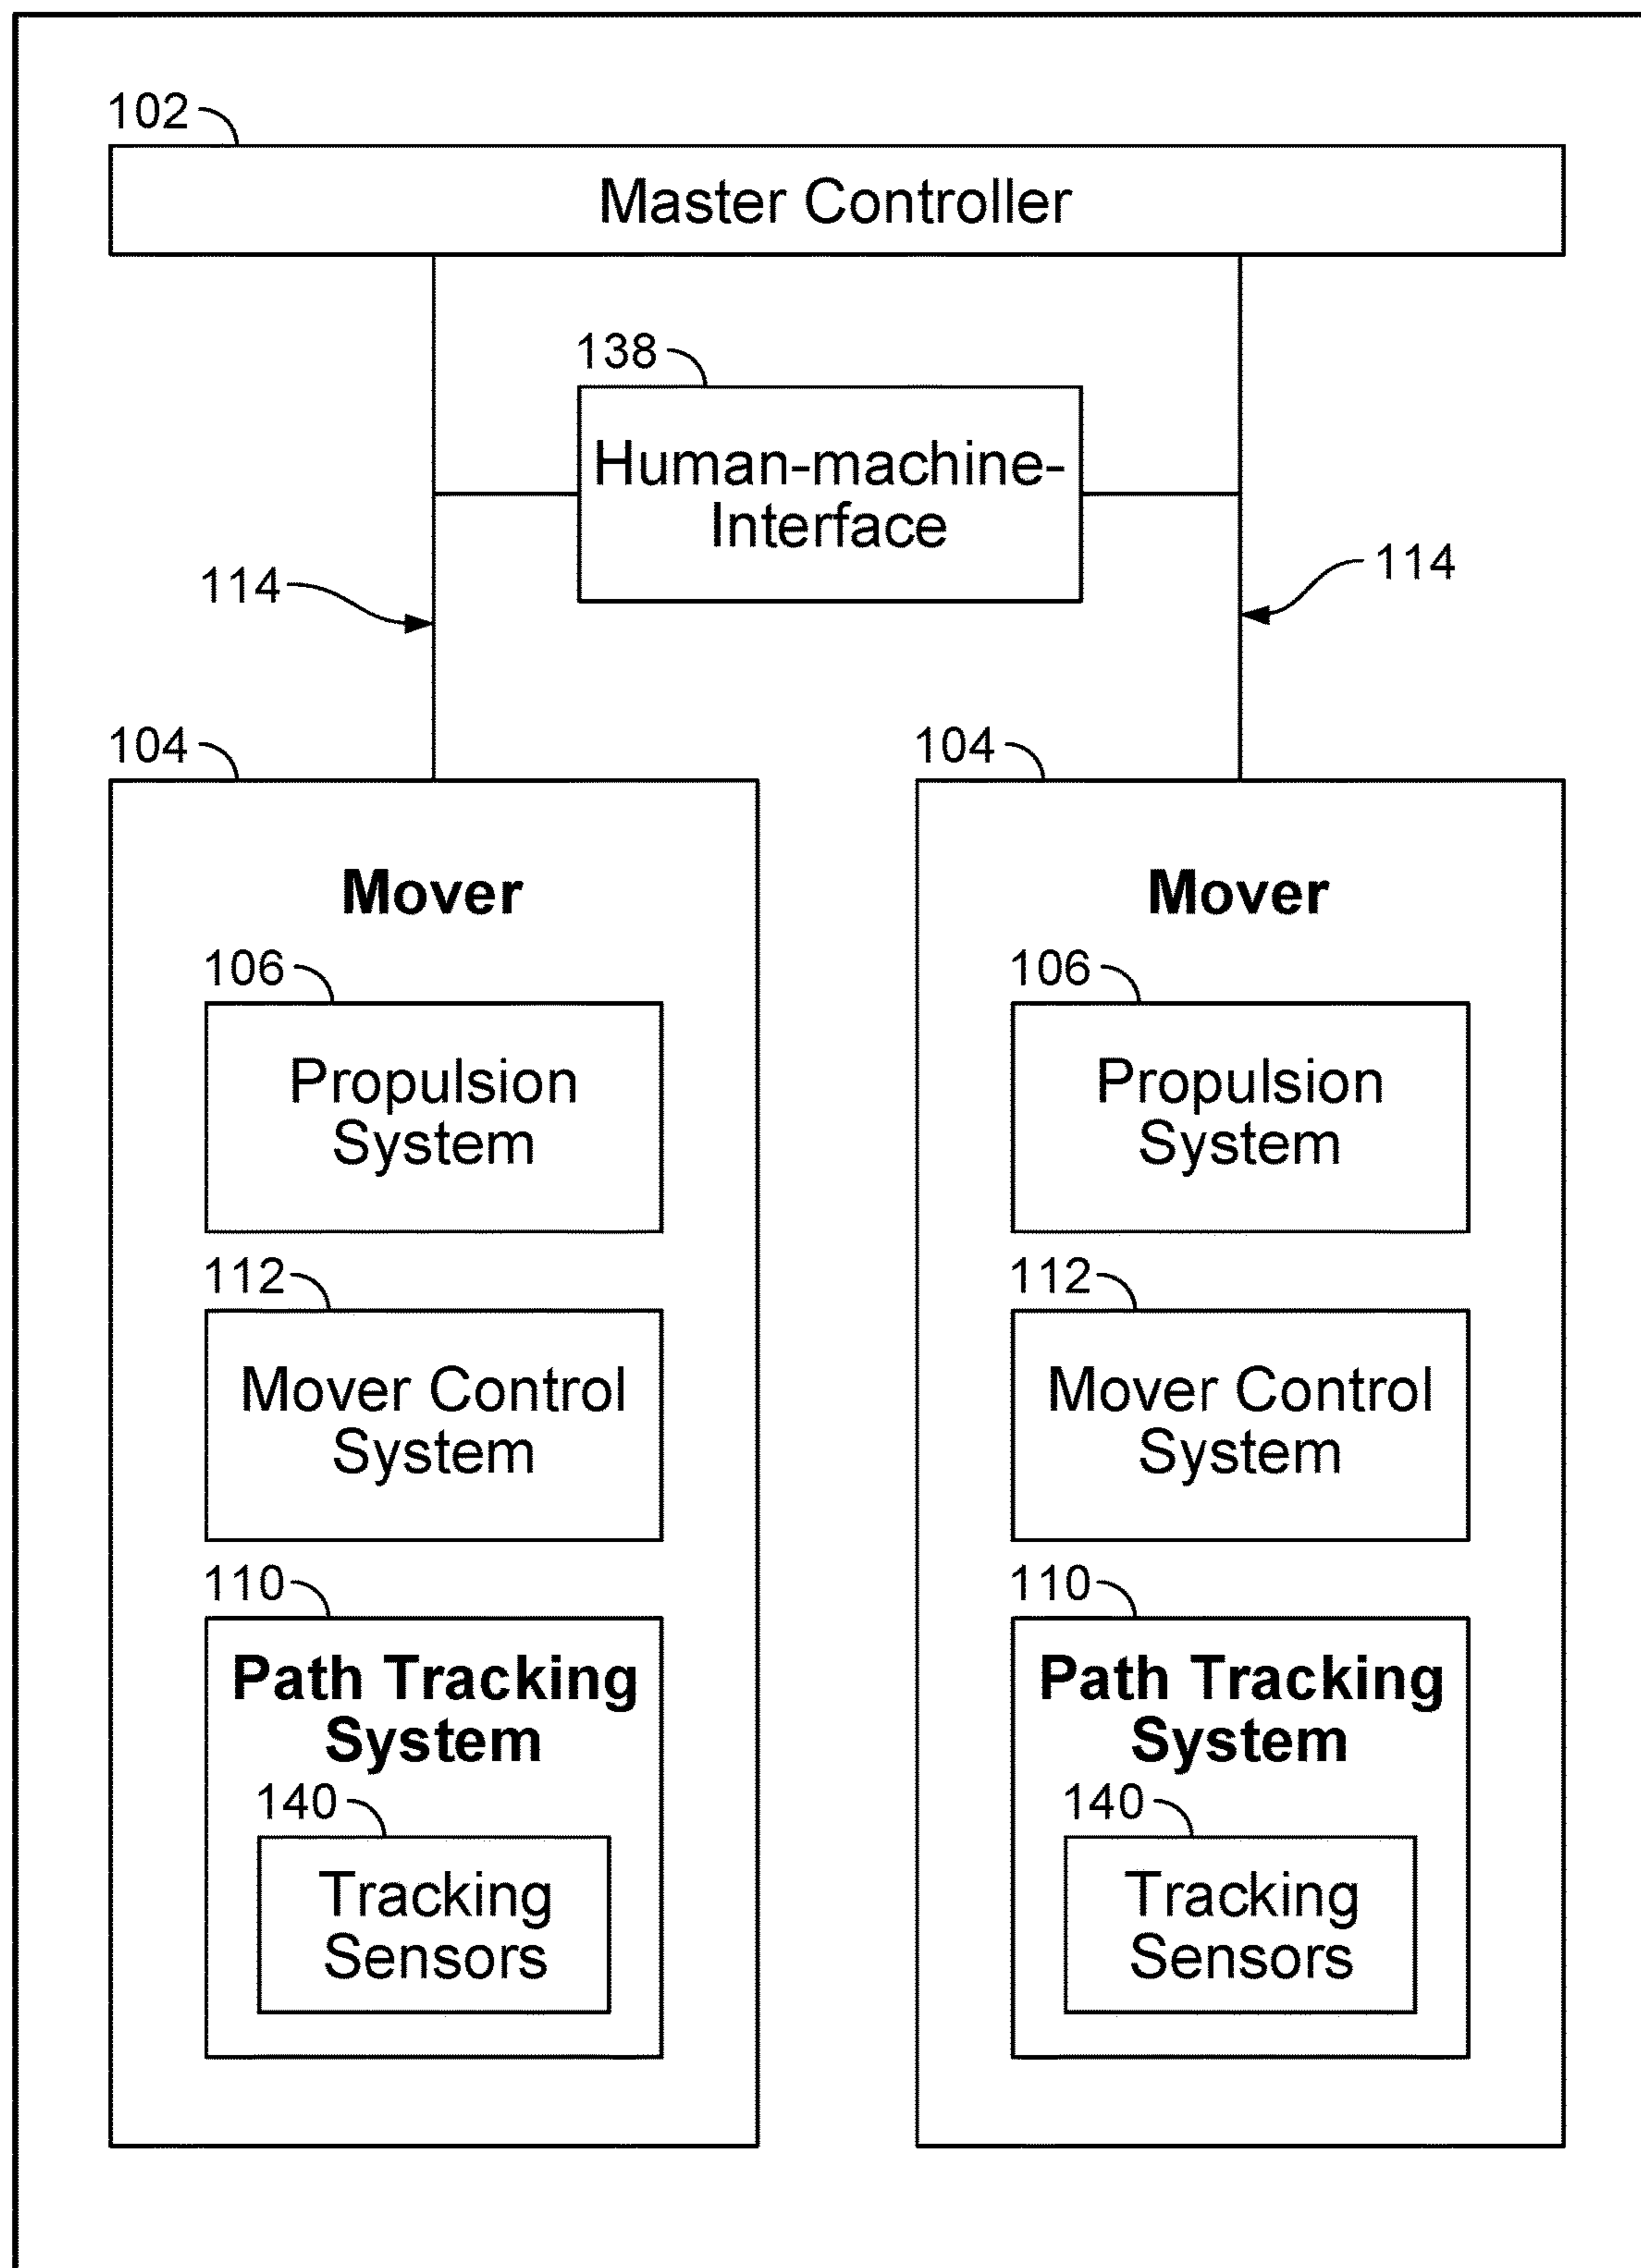 102
Master Controller
138
Human-machine-
Interface
114
114
104
Mover
106
Propulsion
System
112
Mover Control
System
110
Path Tracking
System
140
Tracking
Sensors
104
Mover
106
Propulsion
System
112
Mover Control
System
110
Path Tracking
System
140
Tracking
Sensors